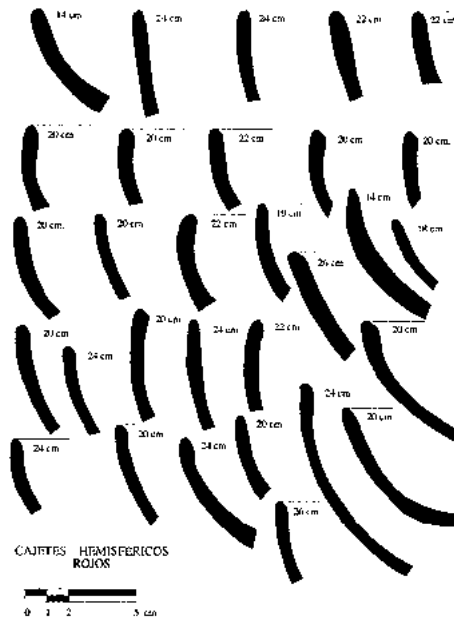 14 cm 24 cm 24 cm 22 cm 22 cm
20 cm 20 cm 22 cm 20 cm 20 cm.
14 cm
20 cm. 20 cm 22 cm 19 cm 18 cm
26 cm
20 cm 24 cm 20 cm 24 cm 22 cm 20 cm
24 cm 20 cm 24 cm 20 cm 24 cm 20 cm
26 cm
CAJETES HEMISFERICOS
ROJOS
0 1 2 5 cm